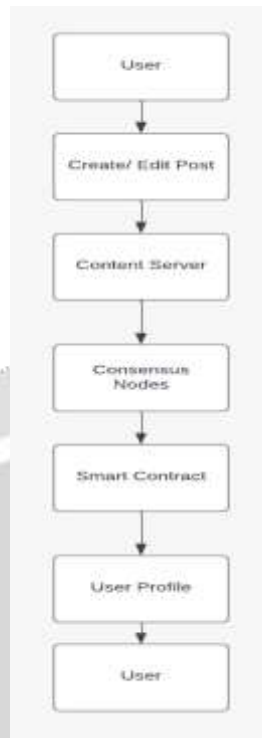 User
Create/ Edit Post
Content Server
Consensus
Nodes
Smart Contract
User Profile
User